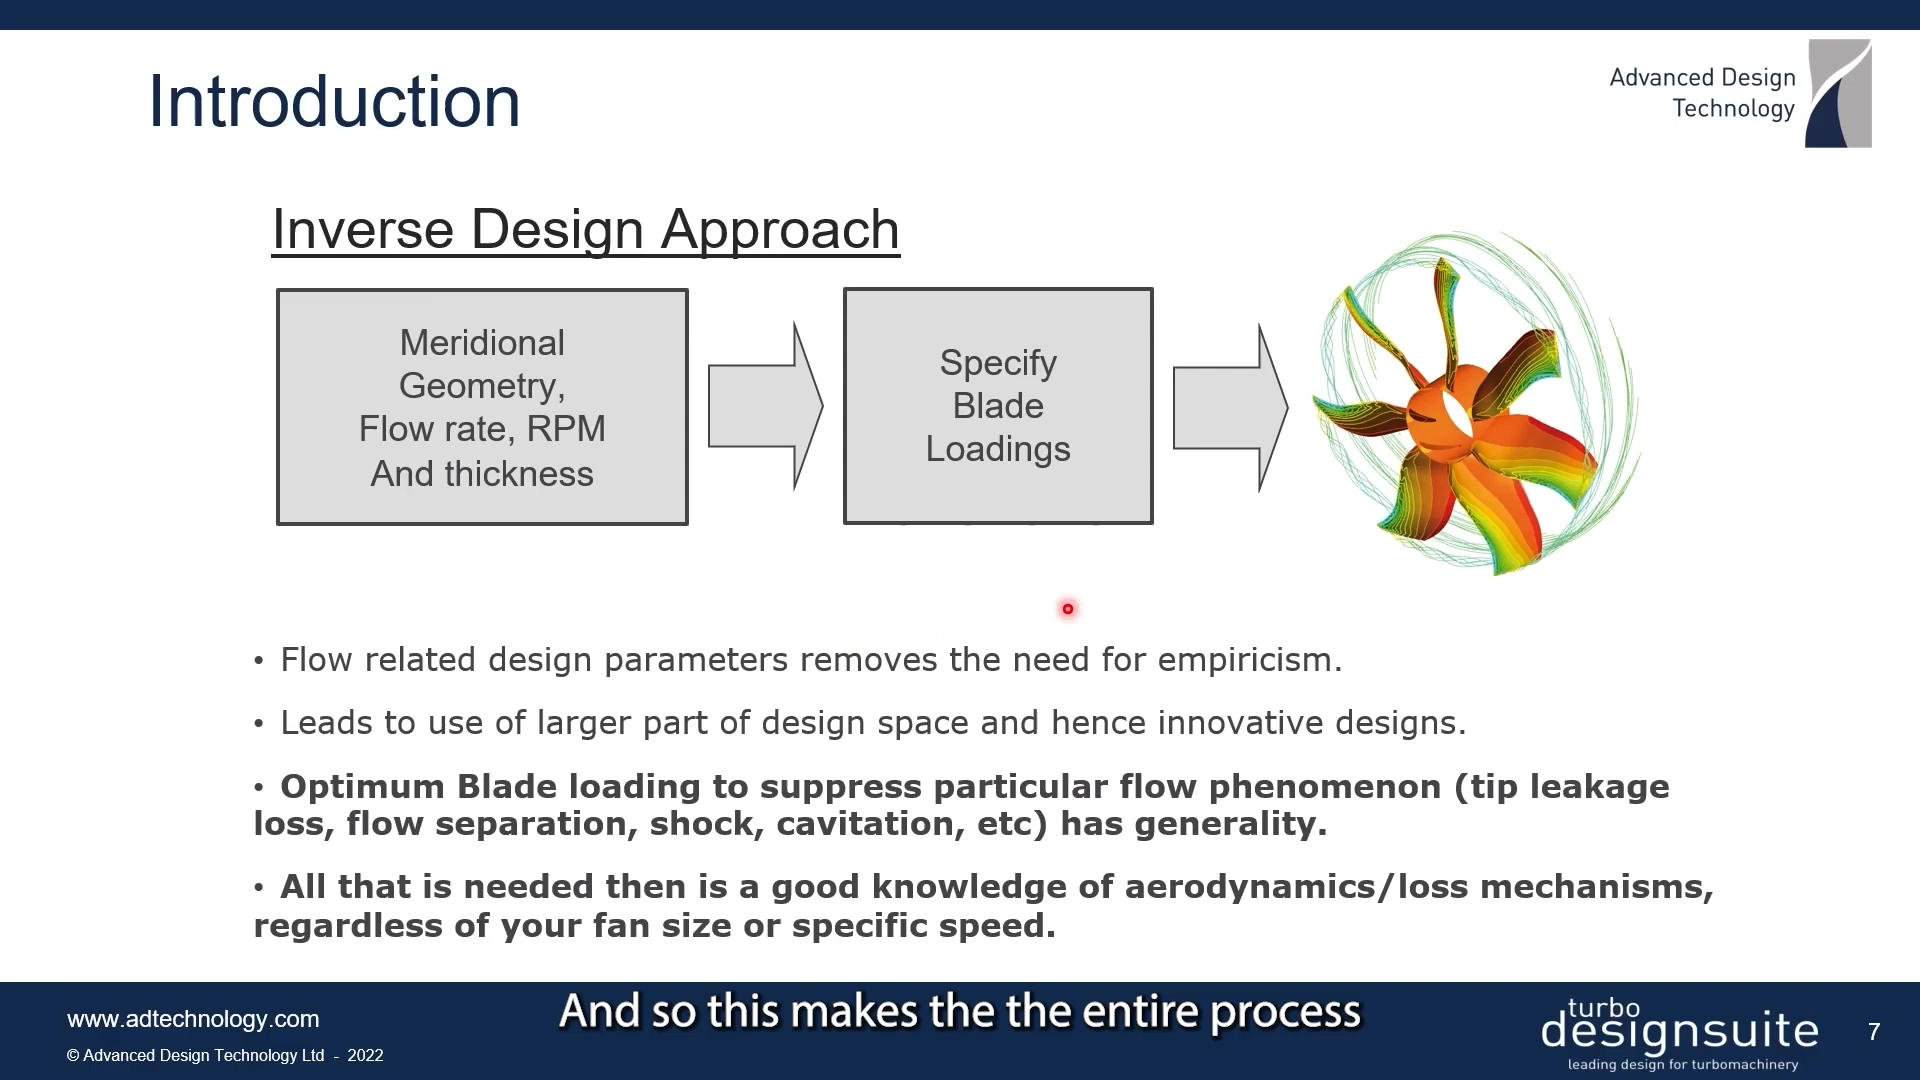 Introduction
Advanced Design
Technology
Inverse Design Approach
Meridional
Geometry,
Flow rate, RPM
And thickness
Specify
Blade
Loadings
• Flow related design parameters removes the need for empiricism.
• Leads to use of larger part of design space and hence innovative designs.
• Optimum Blade loading to suppress particular flow phenomenon (tip leakage
loss, flow separation, shock, cavitation, etc) has generality.
• All that is needed then is a good knowledge of aerodynamics/loss mechanisms,
regardless of your fan size or specific speed.
And so this makes the the entire process
www.adtechnology.com
© Advanced Design Technology Ltd - 2022
turbo
designsuite
leading design for turbomachinery
7